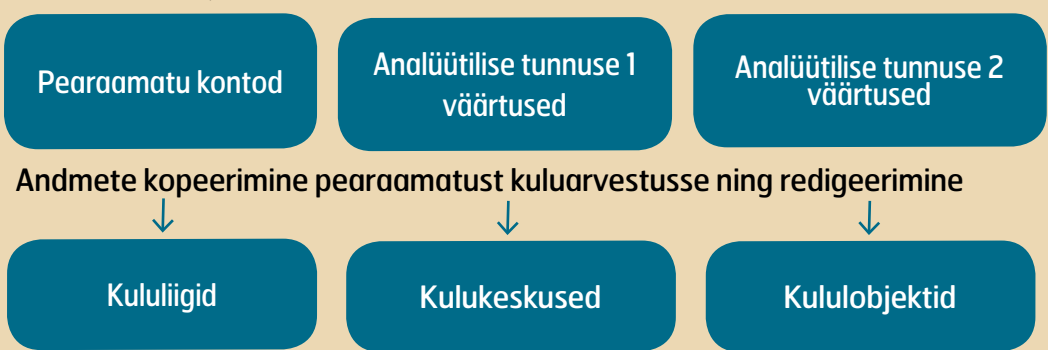 Pearaamatu kontod
Analüütilise tunnuse 1
väärtused
Analüütilise tunnuse 2
väärtused
Andmete kopeerimine pearaamatust kuluarvestusse ning redigeerimine
Kululiigid
Kulukeskused
Kululobjektid